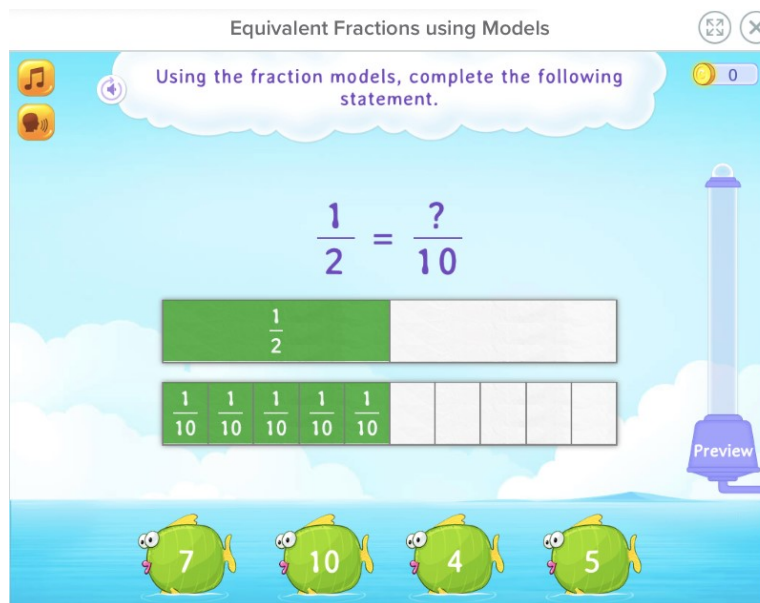 Equivalent Fractions using Models
0
Using the fraction models, complete the following
statement.
1/2 = ?/10
1/2
1/10 1/10 1/10 1/10 1/10
Preview
7 10 4 5